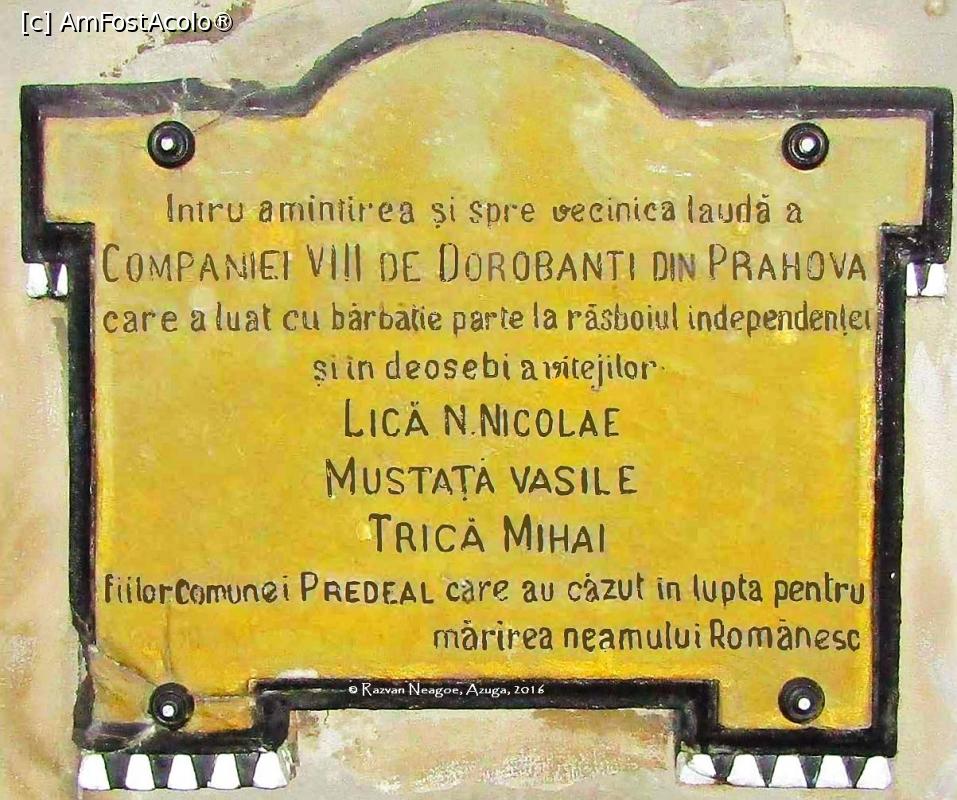 [c] AmFostAcolo®
Intru amintirea și spre vecinica laudă a
COMPANIEI VIII DE DOROBANTI DIN PRAHOVA
care a luat cu bărbație parte la răsboiul independenței
și in deosebi a vitejilor
LICĂ N. NICOLAE
MUSTAȚĂ VASILE
TRICĂ MIHAI
fiilor comunei PREDEAL care au căzut in lupta pentru
mărirea neamului Românesc
© Razvan Neagoe, Azuga, 2016